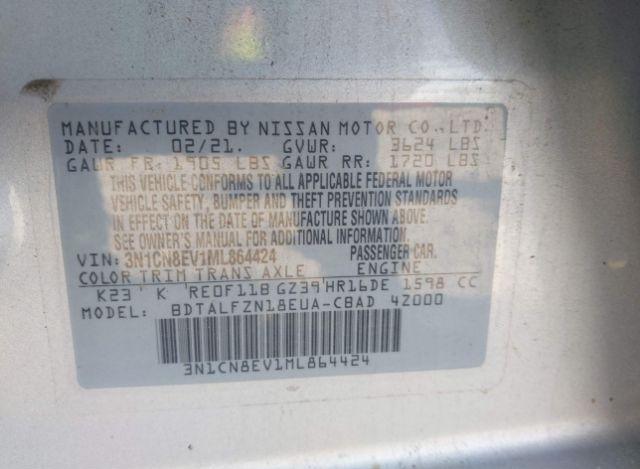 MANUFACTURED BY NISSAN MOTOR CO., LTD.
DATE: 02/21. GVWR: 3624 LBS
GAWR FR: 1905 LBS GAWR RR: 1720 LBS
THIS VEHICLE CONFORMS TO ALL APPLICABLE FEDERAL MOTOR
VEHICLE SAFETY, BUMPER AND THEFT PREVENTION STANDARDS
IN EFFECT ON THE DATE OF MANUFACTURE SHOWN ABOVE.
SEE OWNER'S MANUAL FOR ADDITIONAL INFORMATION.
VIN: 3N1CN8EV1ML864424 PASSENGER CAR.
COLOR TRIM TRANS AXLE ENGINE
K23 K RE0F11B GZ39 HR16DE 1598 CC
MODEL: BDTALFZN18EUA-CBAD 4Z000
3N1CN8EV1ML864424